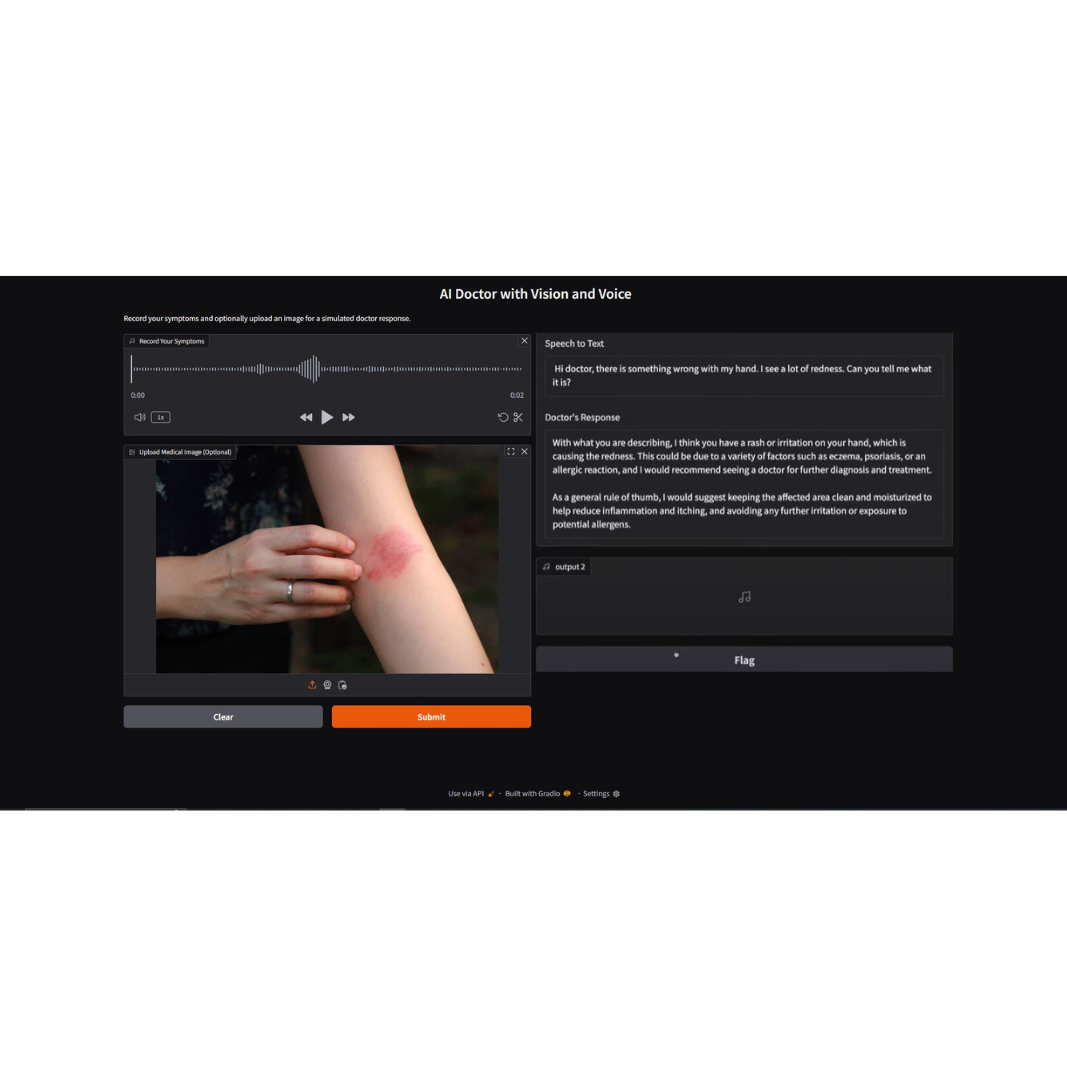 AI Doctor with Vision and Voice
Record your symptoms and optionally upload an image for a simulated doctor response.
Record Your Symptoms
0:00
0:02
1x
Upload Medical Image (Optional)
Clear
Submit
Speech to Text
Hi doctor, there is something wrong with my hand. I see a lot of redness. Can you tell me what
it is?
Doctor's Response
With what you are describing, I think you have a rash or irritation on your hand, which is
causing the redness. This could be due to a variety of factors such as eczema, psoriasis, or an
allergic reaction, and I would recommend seeing a doctor for further diagnosis and treatment.
As a general rule of thumb, I would suggest keeping the affected area clean and moisturized to
help reduce inflammation and itching, and avoiding any further irritation or exposure to
potential allergens.
output 2
Flag
Use via API · Built with Gradio · Settings